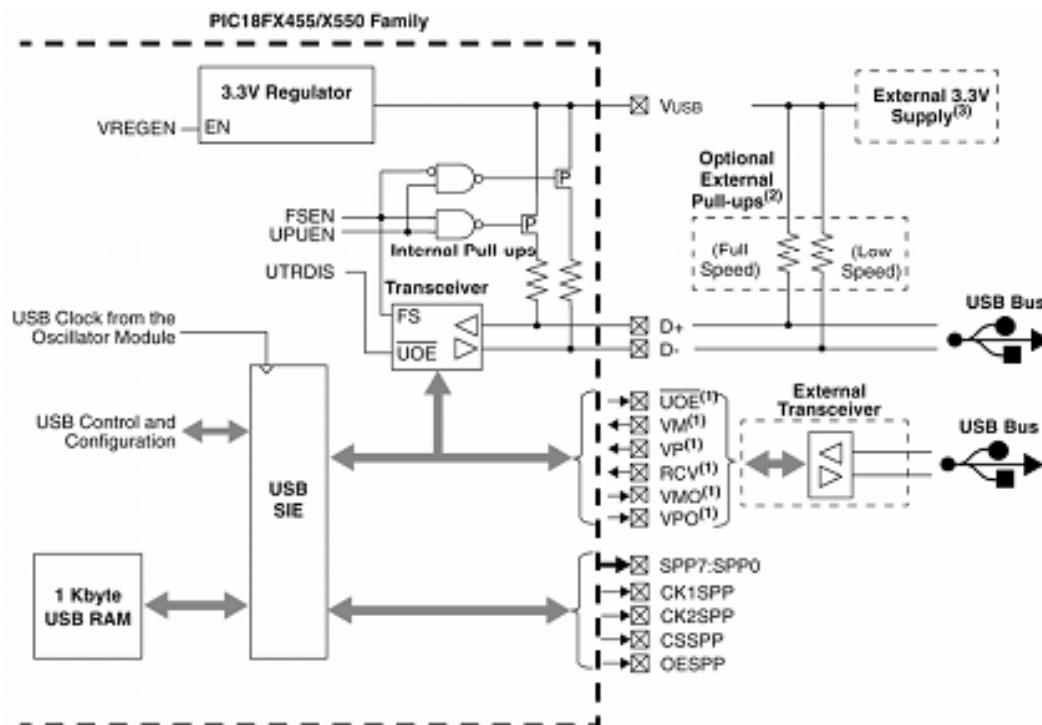 PIC18FX455/X550 Family
3.3V Regulator
EN
VREGEN
VUSB
External 3.3V
Supply(3)
Optional
External
Pull-ups(2)
P
P
FSEN
UPUEN
Internal Pull-ups
(Full
Speed)
(Low
Speed)
UTRDIS
Transceiver
FS
UOE
USB Clock from the
Oscillator Module
D+
D-
USB Bus
USB Control and
Configuration
USB
SIE
UOE(1)
VM(1)
VP(1)
RCV(1)
VMO(1)
VPO(1)
External
Transceiver
USB Bus
1 Kbyte
USB RAM
SPP7:SPP0
CK1SPP
CK2SPP
CSSPP
OESPP